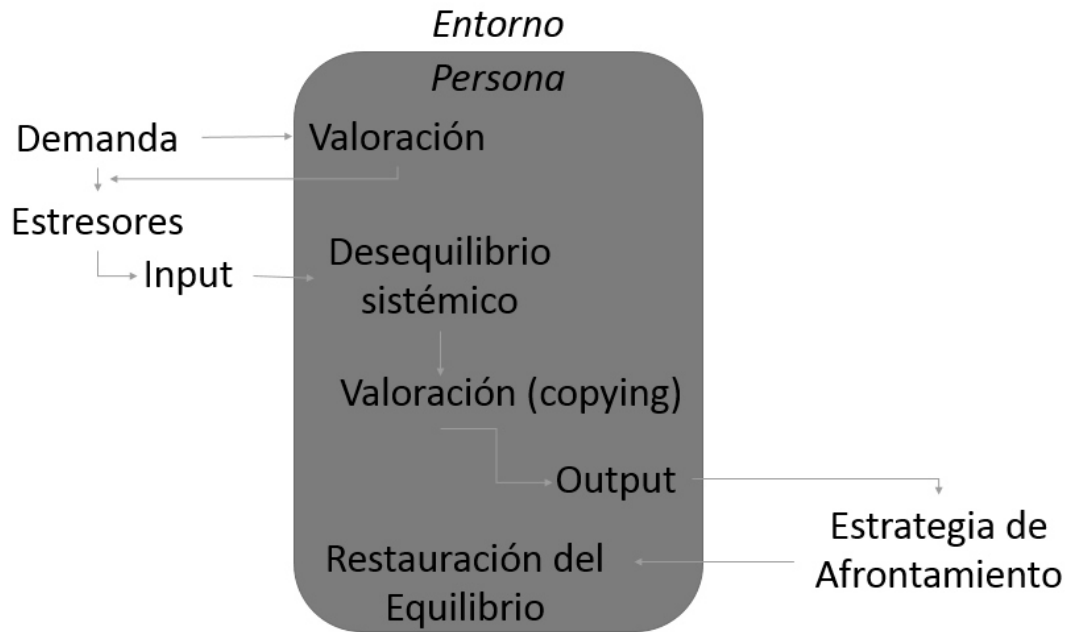 Entorno
Persona
Demanda
Valoración
Estresores
Input
Desequilibrio
sistémico
Valoración (copying)
Output
Estrategia de
Afrontamiento
Restauración del
Equilibrio